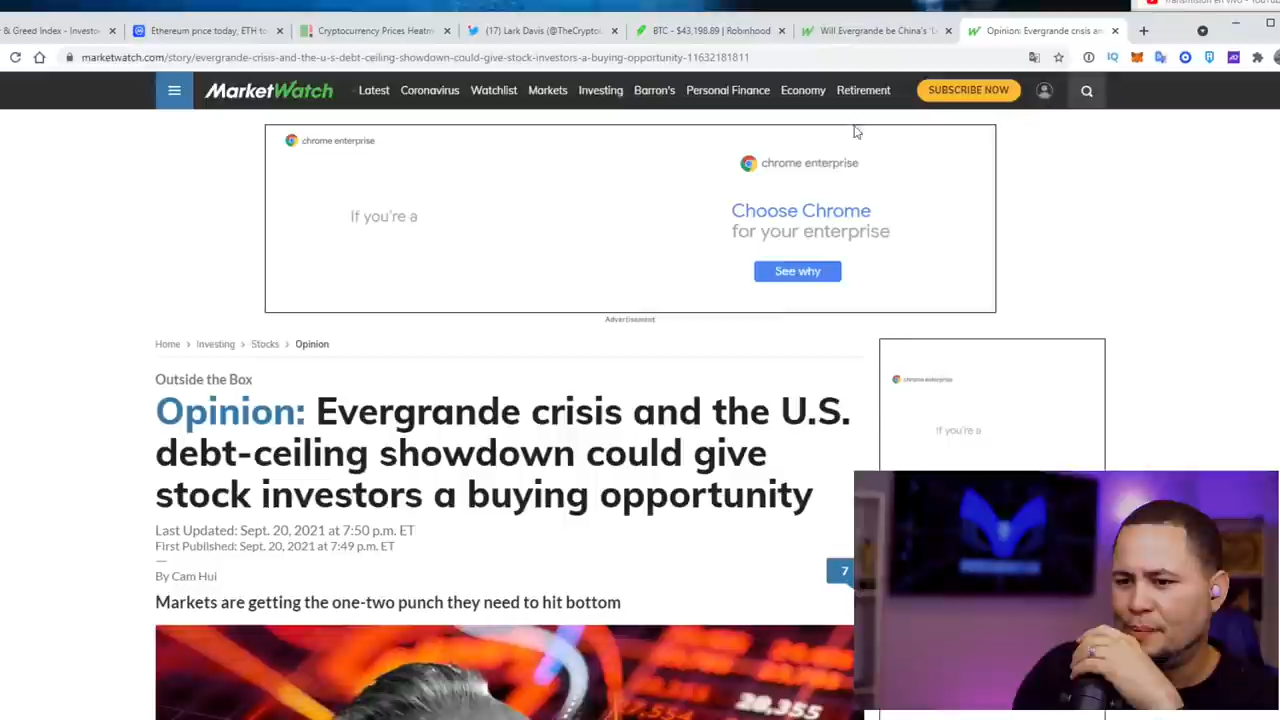 Transmisión en vivo - YouTu
& Greed Index - Investo
Ethereum price today, ETH to
Cryptocurrency Prices Heatm
(17) Lark Davis (@TheCrypto
BTC - $43,198.89 | Robinhood
Will Evergrande be China's 'L
Opinion: Evergrande crisis an
marketwatch.com/story/evergrande-crisis-and-the-u-s-debt-ceiling-showdown-could-give-stock-investors-a-buying-opportunity-11632181811
MarketWatch
Latest
Coronavirus
Watchlist
Markets
Investing
Barron's
Personal Finance
Economy
Retirement
SUBSCRIBE NOW
chrome enterprise
If you're a
chrome enterprise
Choose Chrome
for your enterprise
See why
Advertisement
Home > Investing > Stocks > Opinion
Outside the Box
Opinion: Evergrande crisis and the U.S.
debt-ceiling showdown could give
stock investors a buying opportunity
Last Updated: Sept. 20, 2021 at 7:50 p.m. ET
First Published: Sept. 20, 2021 at 7:49 p.m. ET
By Cam Hui
7
Markets are getting the one-two punch they need to hit bottom
chrome enterprise
If you're a